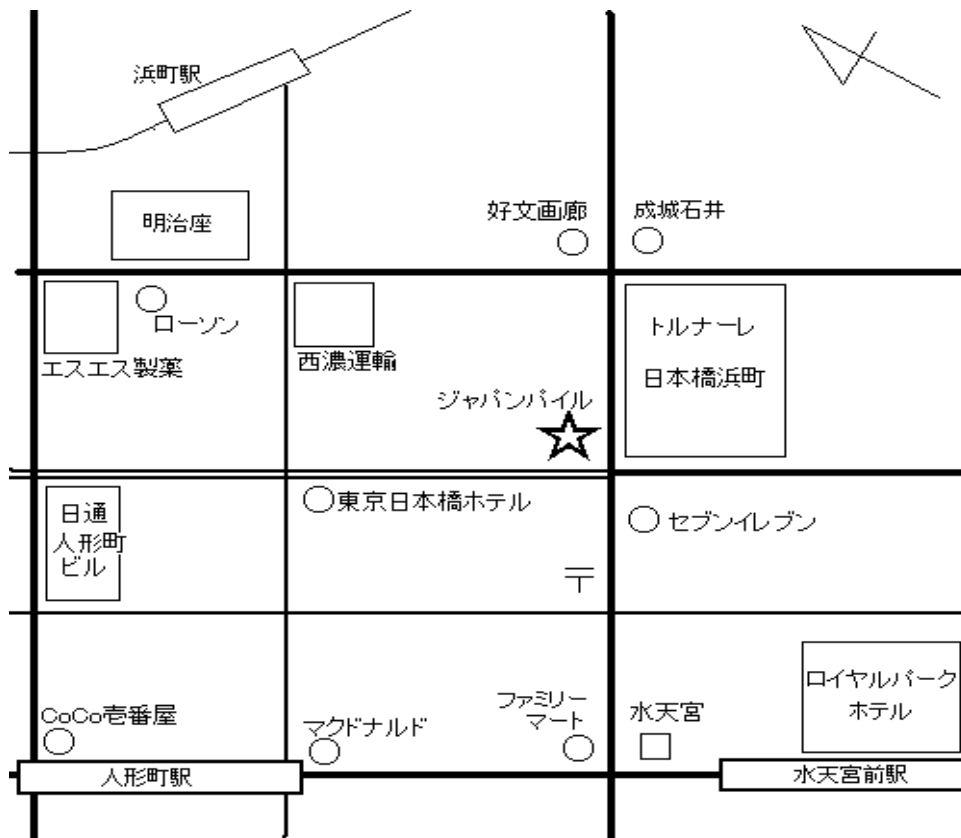 浜町駅
明治座
好文画廊
成城石井
ローソン
エスエス製薬
西濃運輸
トルナーレ
日本橋浜町
ジャパンパイル
日通
人形町
ビル
東京日本橋ホテル
セブンイレブン
〒
CoCo壱番屋
マクドナルド
ファミリー
マート
水天宮
ロイヤルパーク
ホテル
人形町駅
水天宮前駅